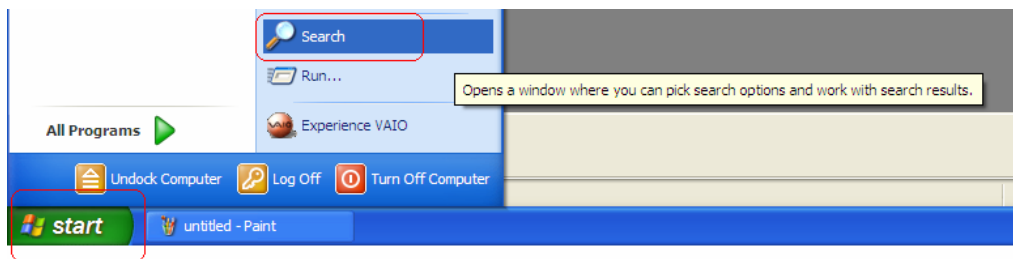 Search
Run...
Opens a window where you can pick search options and work with search results.
All Programs
VAIO Experience VAIO
Undock Computer Log Off Turn Off Computer
start untitled - Paint